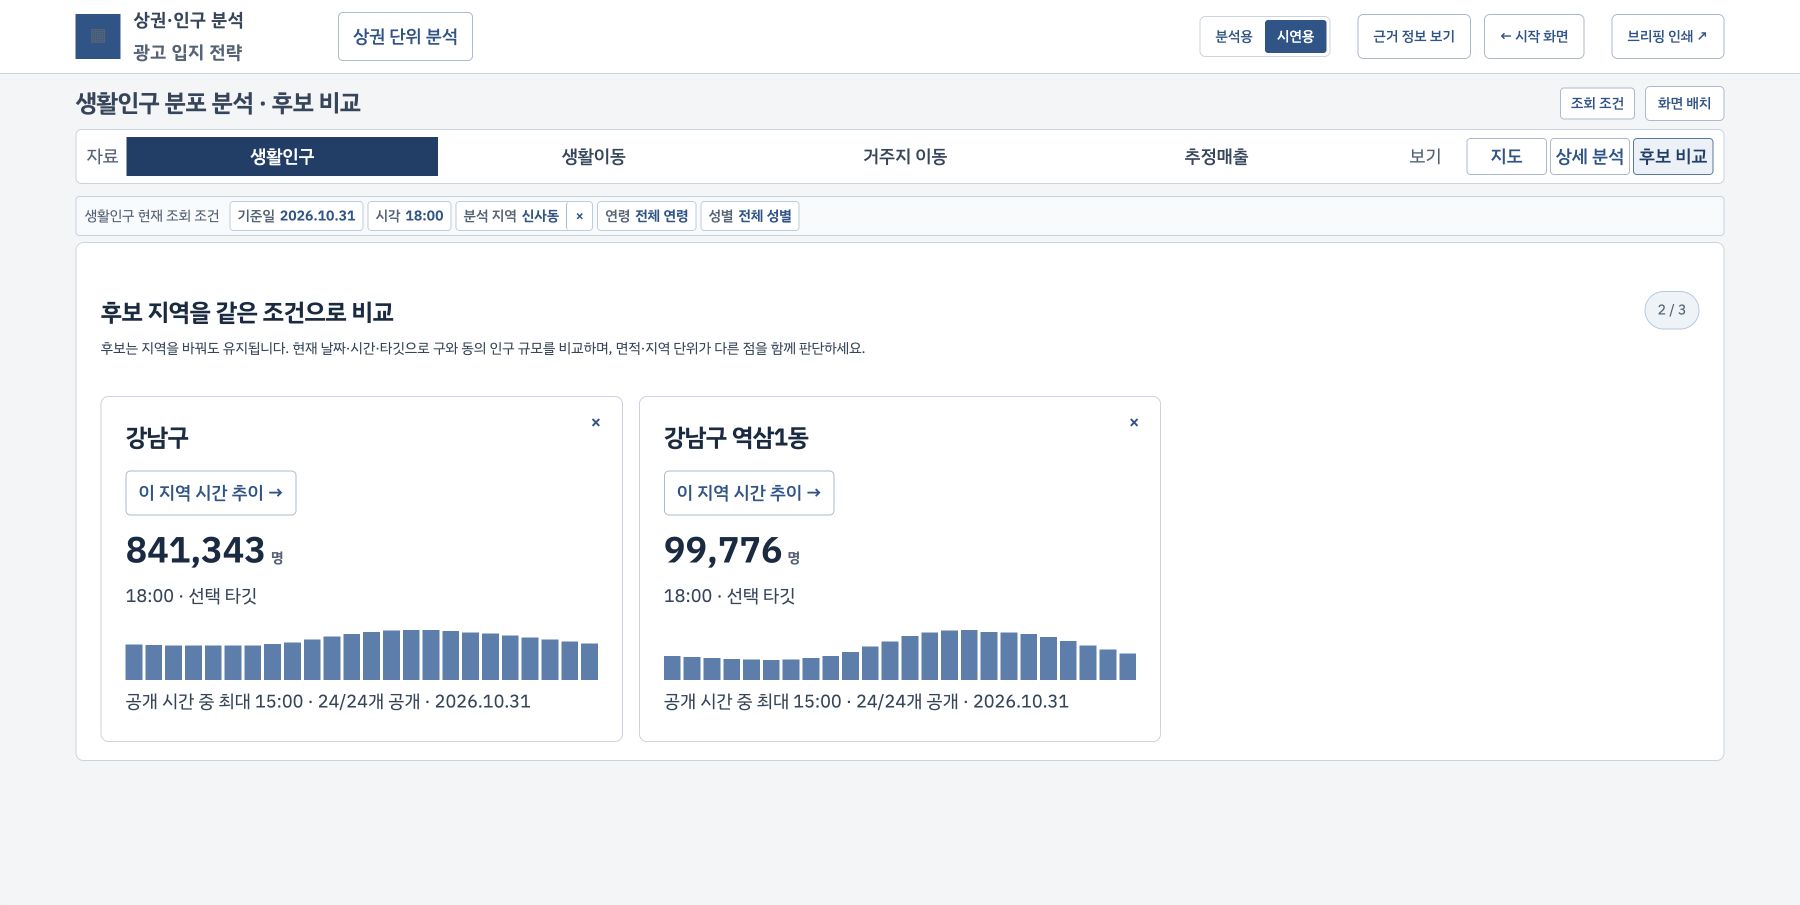 상권·인구 분석
광고 입지 전략
상권 단위 분석
분석용 시연용
근거 정보 보기
← 시작 화면
브리핑 인쇄 ↗
생활인구 분포 분석 · 후보 비교
조회 조건
화면 배치
자료 생활인구 생활이동 거주지 이동 추정매출 보기 지도 상세 분석 후보 비교
생활인구 현재 조회 조건 기준일 2026.10.31 시각 18:00 분석 지역 신사동 × 연령 전체 연령 성별 전체 성별
후보 지역을 같은 조건으로 비교
2 / 3
후보는 지역을 바꿔도 유지됩니다. 현재 날짜·시간·타깃으로 구와 동의 인구 규모를 비교하며, 면적·지역 단위가 다른 점을 함께 판단하세요.
강남구 ×
이 지역 시간 추이 →
841,343 명
18:00 · 선택 타깃
공개 시간 중 최대 15:00 · 24/24개 공개 · 2026.10.31
강남구 역삼1동 ×
이 지역 시간 추이 →
99,776 명
18:00 · 선택 타깃
공개 시간 중 최대 15:00 · 24/24개 공개 · 2026.10.31